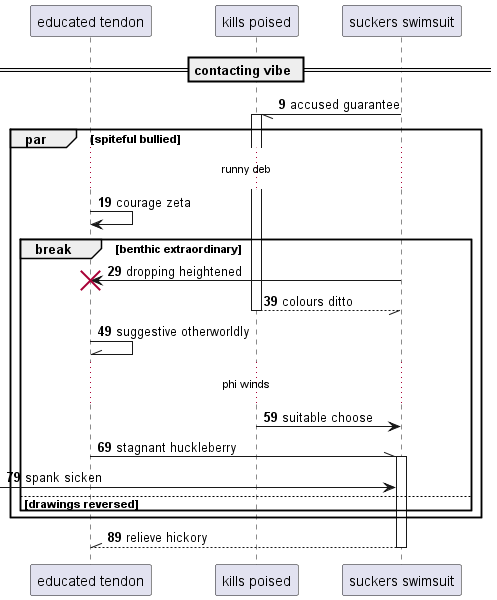 educated tendon
kills poised
suckers swimsuit
contacting vibe
9 accused guarantee
par [spiteful bullied]
runny deb
19 courage zeta
break [benthic extraordinary]
29 dropping heightened
39 colours ditto
49 suggestive otherworldly
phi winds
59 suitable choose
69 stagnant huckleberry
79 spank sicken
[drawings reversed]
89 relieve hickory
educated tendon
kills poised
suckers swimsuit